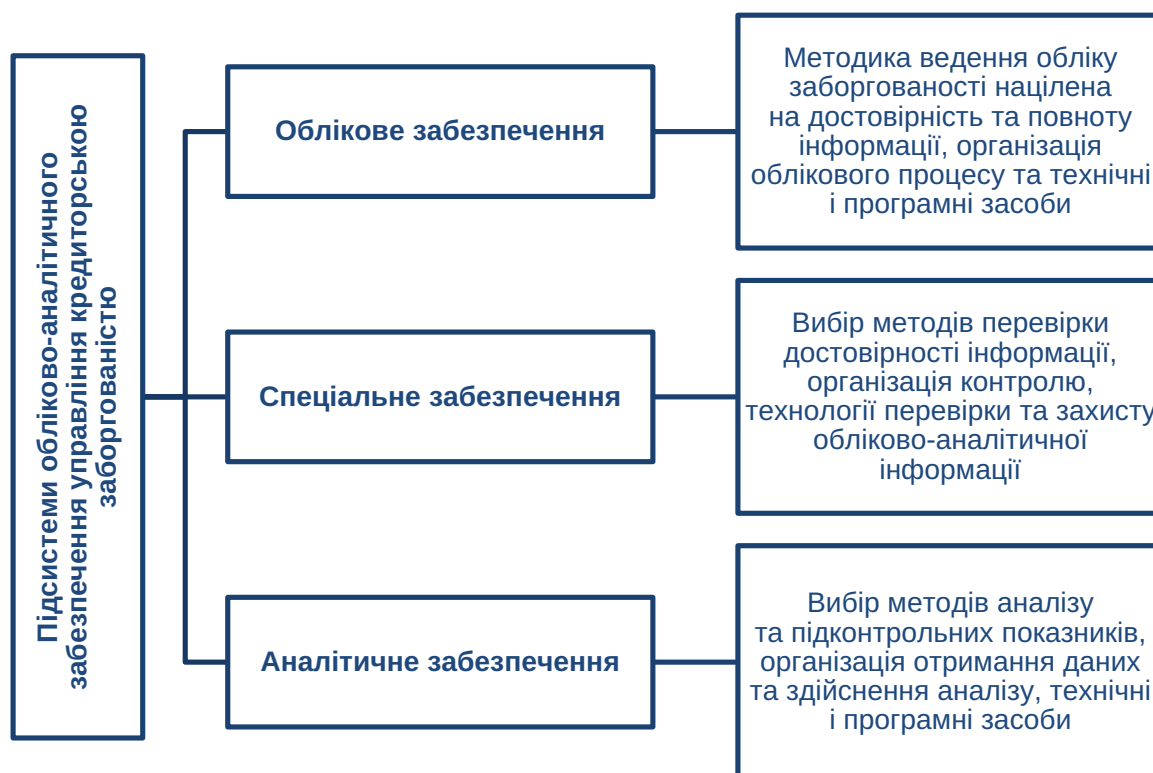 Підсистеми обліково-аналітичного
забезпечення управління кредиторською
заборгованістю
Облікове забезпечення
Методика ведення обліку
заборгованості націлена
на достовірність та повноту
інформації, організація
облікового процесу та технічні
і програмні засоби
Спеціальне забезпечення
Вибір методів перевірки
достовірності інформації,
організація контролю,
технології перевірки та захисту
обліково-аналітичної
інформації
Аналітичне забезпечення
Вибір методів аналізу
та підконтрольних показників,
організація отримання даних
та здійснення аналізу, технічні
і програмні засоби